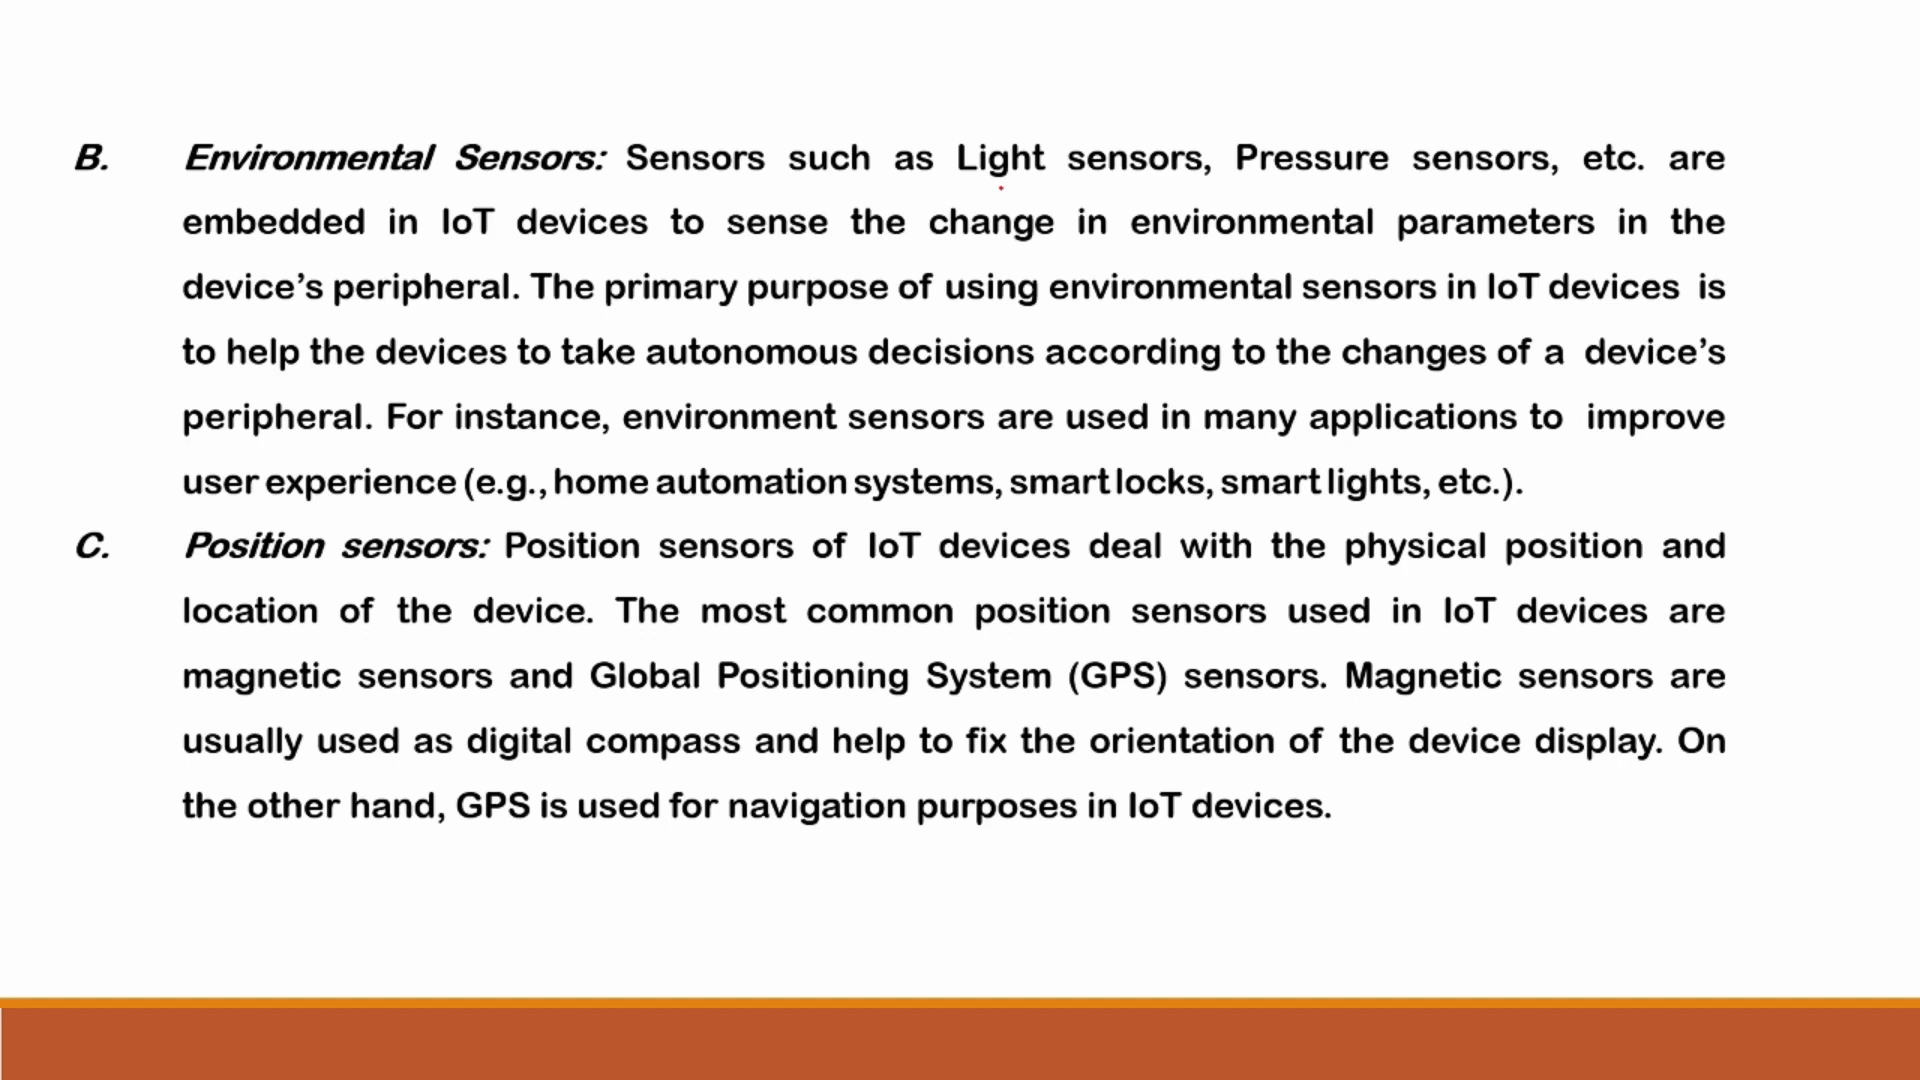 B. Environmental Sensors: Sensors such as Light sensors, Pressure sensors, etc. are
embedded in IoT devices to sense the change in environmental parameters in the
device’s peripheral. The primary purpose of using environmental sensors in IoT devices is
to help the devices to take autonomous decisions according to the changes of a device’s
peripheral. For instance, environment sensors are used in many applications to improve
user experience (e.g., home automation systems, smart locks, smart lights, etc.).
C. Position sensors: Position sensors of IoT devices deal with the physical position and
location of the device. The most common position sensors used in IoT devices are
magnetic sensors and Global Positioning System (GPS) sensors. Magnetic sensors are
usually used as digital compass and help to fix the orientation of the device display. On
the other hand, GPS is used for navigation purposes in IoT devices.